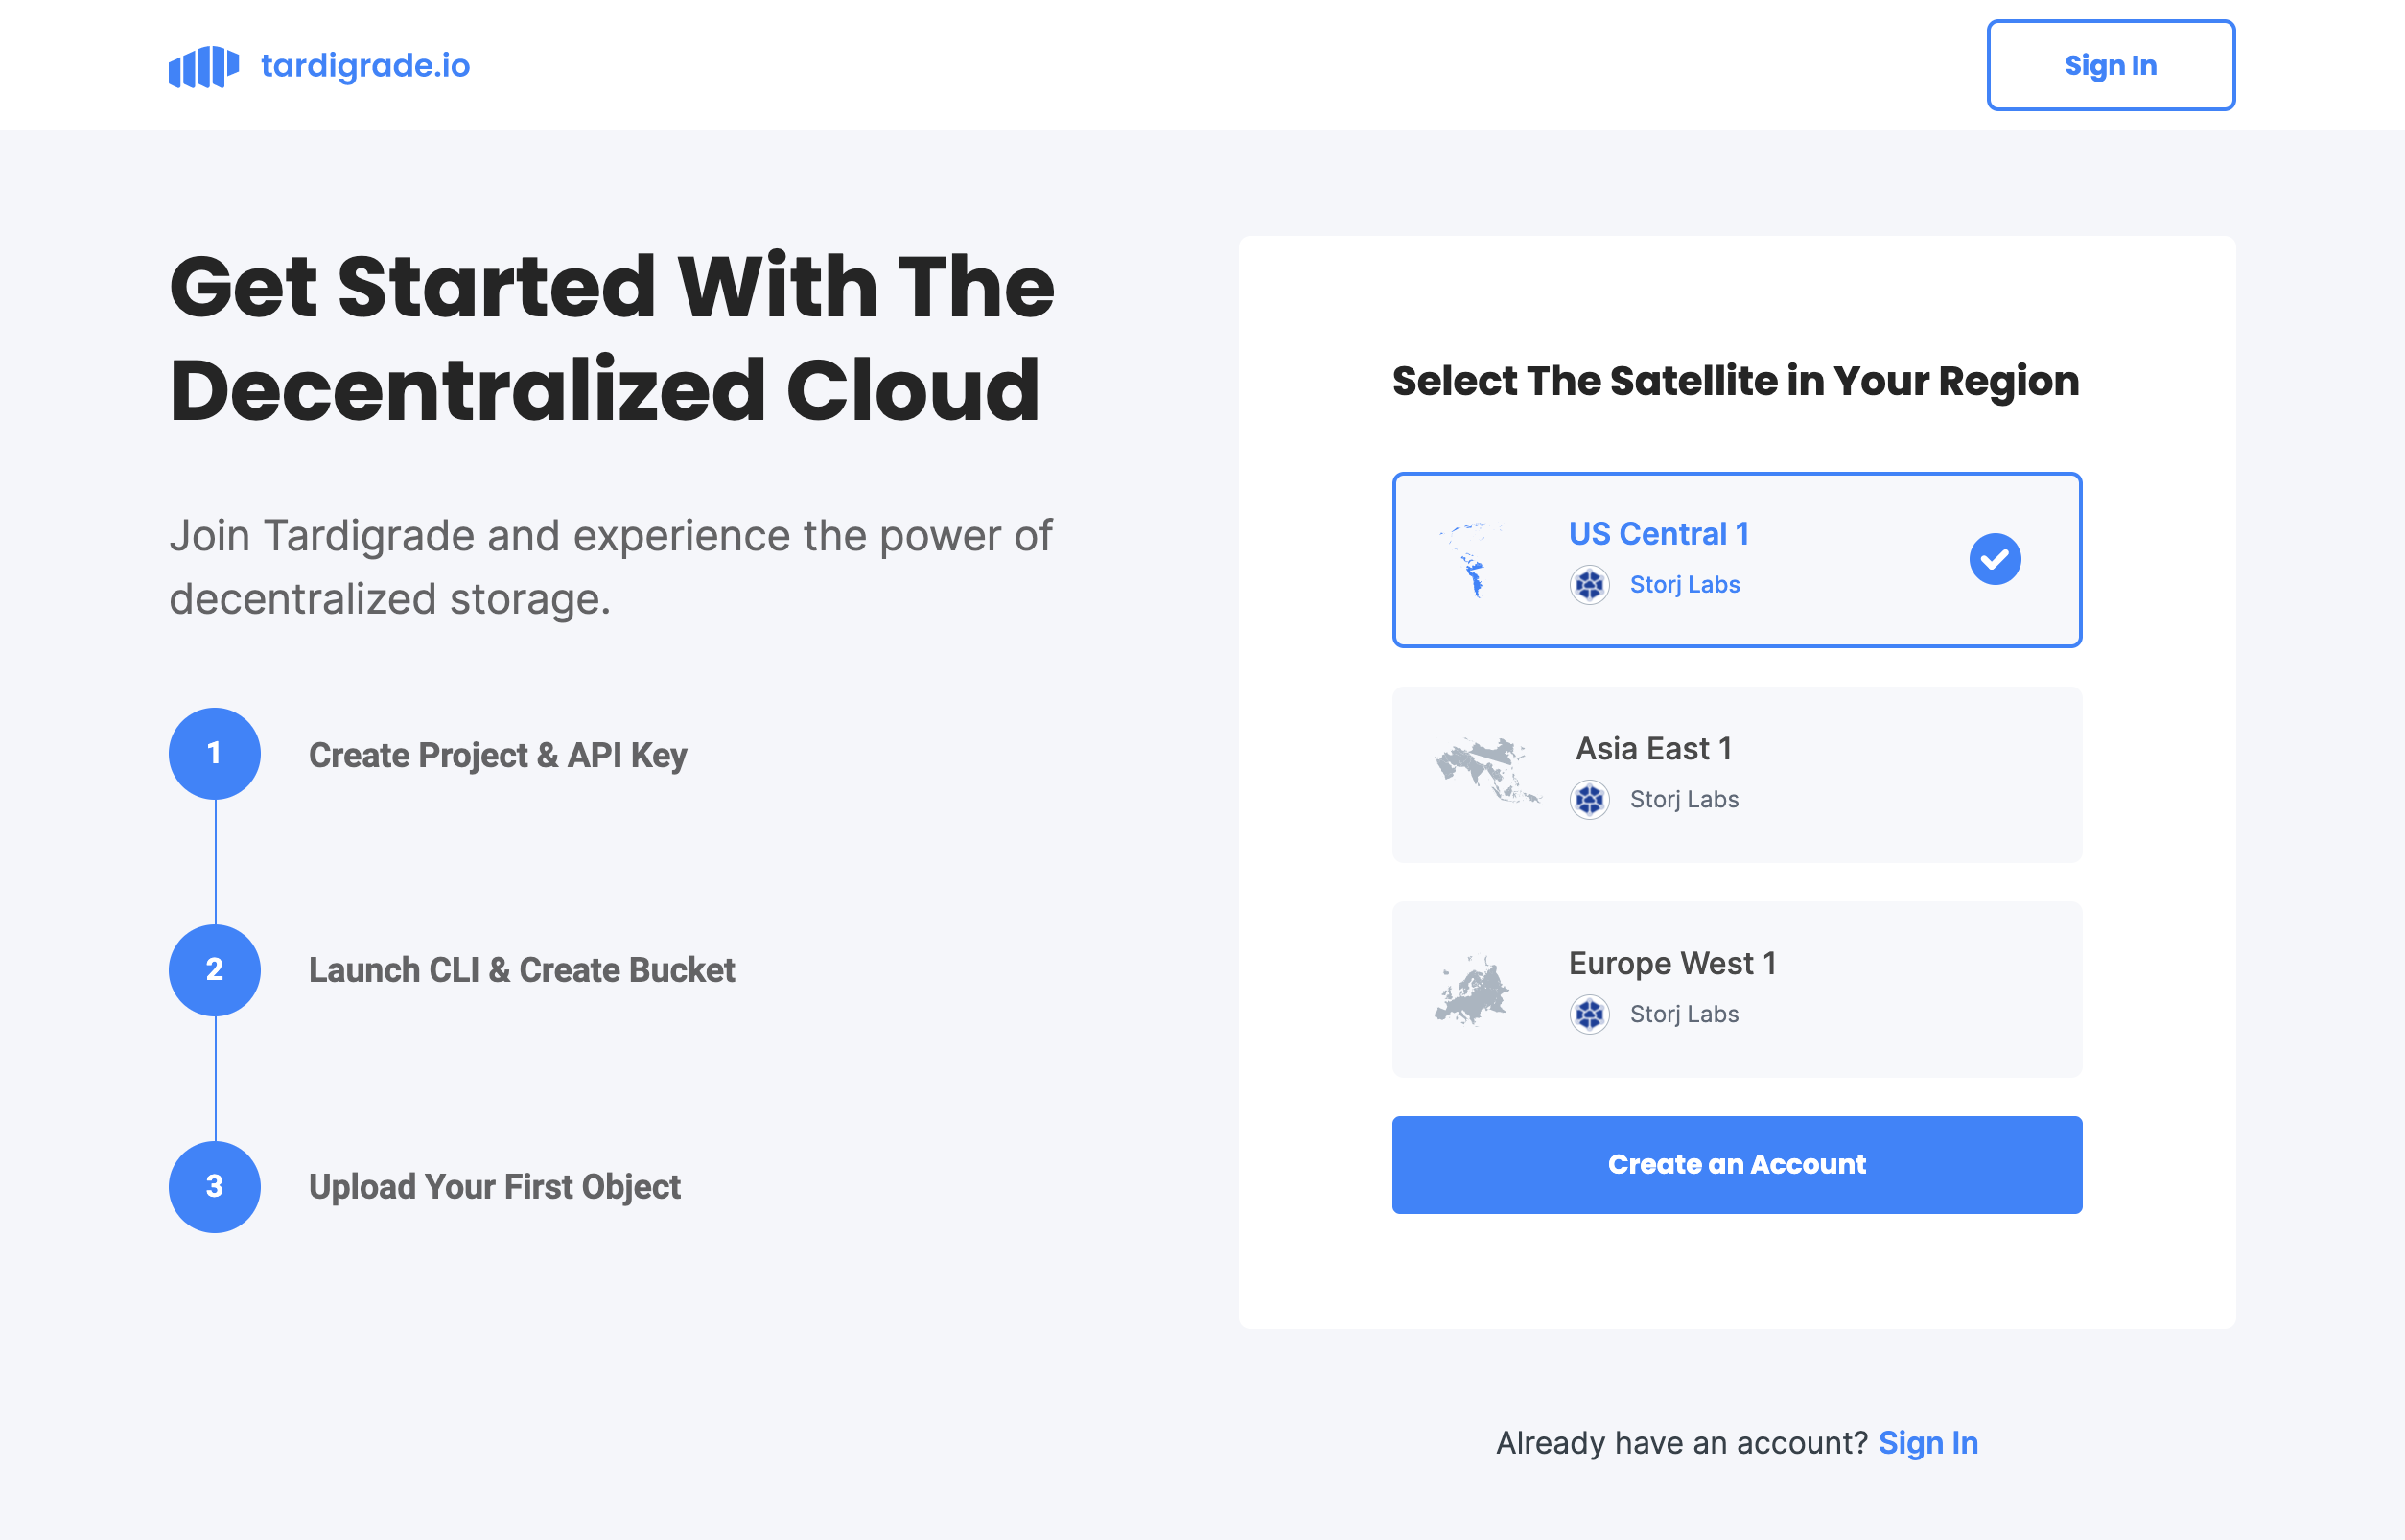 tardigrade.io
Sign In
Get Started With The
Decentralized Cloud
Join Tardigrade and experience the power of
decentralized storage.
1
Create Project & API Key
2
Launch CLI & Create Bucket
3
Upload Your First Object
Select The Satellite in Your Region
US Central 1
Storj Labs
Asia East 1
Storj Labs
Europe West 1
Storj Labs
Create an Account
Already have an account? Sign In